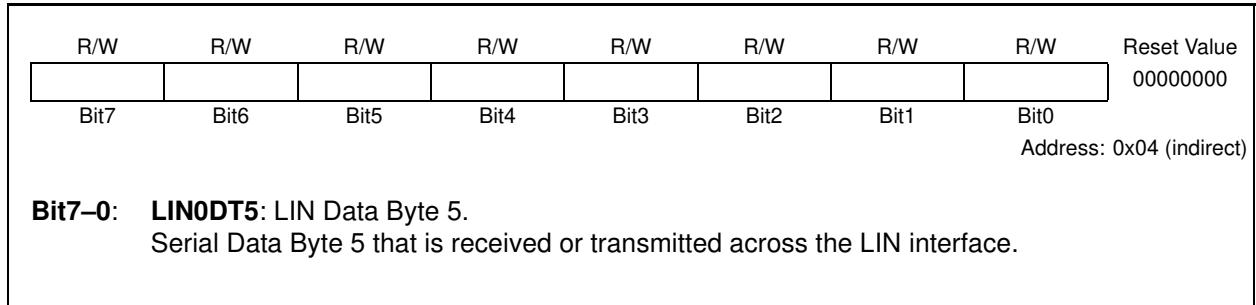 R/W R/W R/W R/W R/W R/W R/W R/W Reset Value
00000000
Bit7 Bit6 Bit5 Bit4 Bit3 Bit2 Bit1 Bit0
Address: 0x04 (indirect)
Bit7–0: LIN0DT5: LIN Data Byte 5.
Serial Data Byte 5 that is received or transmitted across the LIN interface.